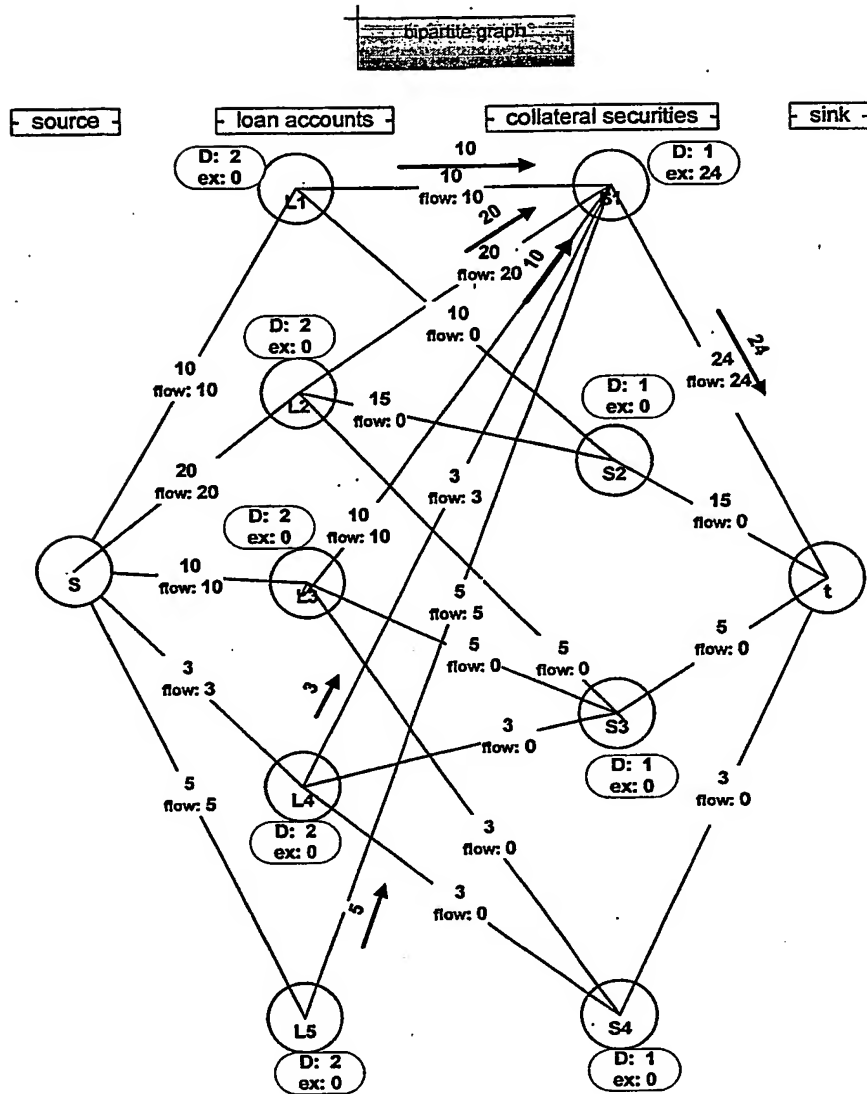 bipartite graph
source
loan accounts
collateral securities
sink
D: 2
ex: 0
10
D: 1
ex: 24
L1
10
flow: 10
S1
20
20
flow: 20
10
D: 2
ex: 0
10
flow: 0
24
10
flow: 10
24
flow: 24
L2
15
flow: 0
D: 1
ex: 0
20
flow: 20
3
flow: 3
S2
15
flow: 0
D: 2
ex: 0
10
flow: 10
S
10
flow: 10
L3
5
flow: 5
t
5
flow: 0
5
flow: 0
5
flow: 0
3
flow: 3
3
S3
3
flow: 0
D: 1
ex: 0
5
flow: 5
L4
3
flow: 0
D: 2
ex: 0
3
flow: 0
3
flow: 0
5
L5
S4
D: 2
ex: 0
D: 1
ex: 0